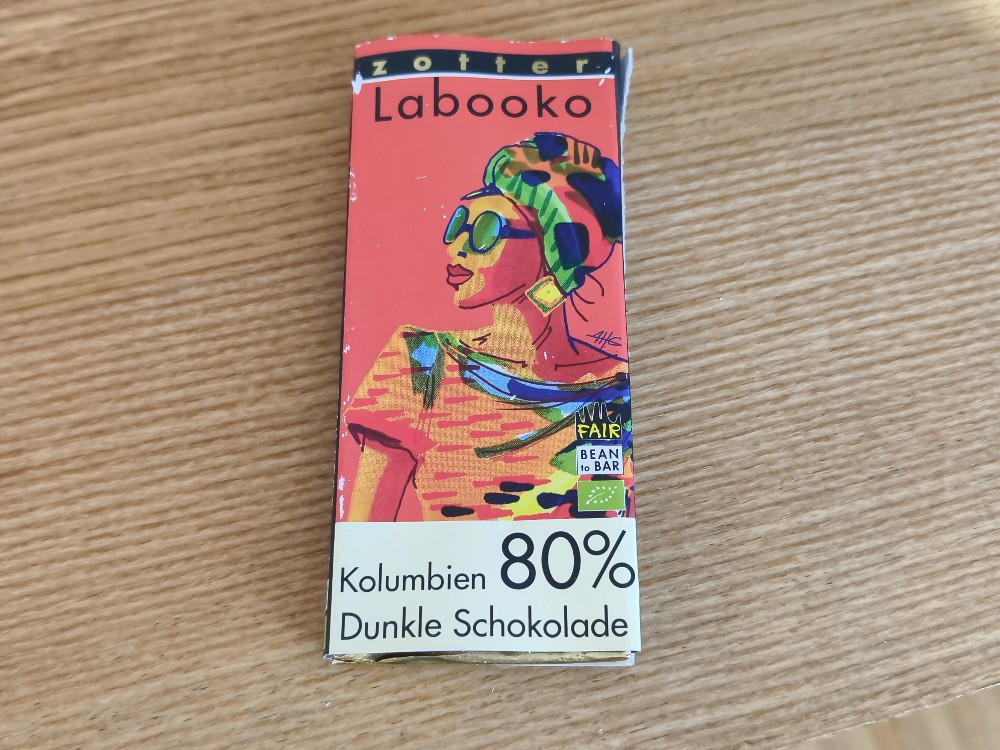 zotter
Labooko
FAIR
BEAN
to BAR
Kolumbien 80%
Dunkle Schokolade